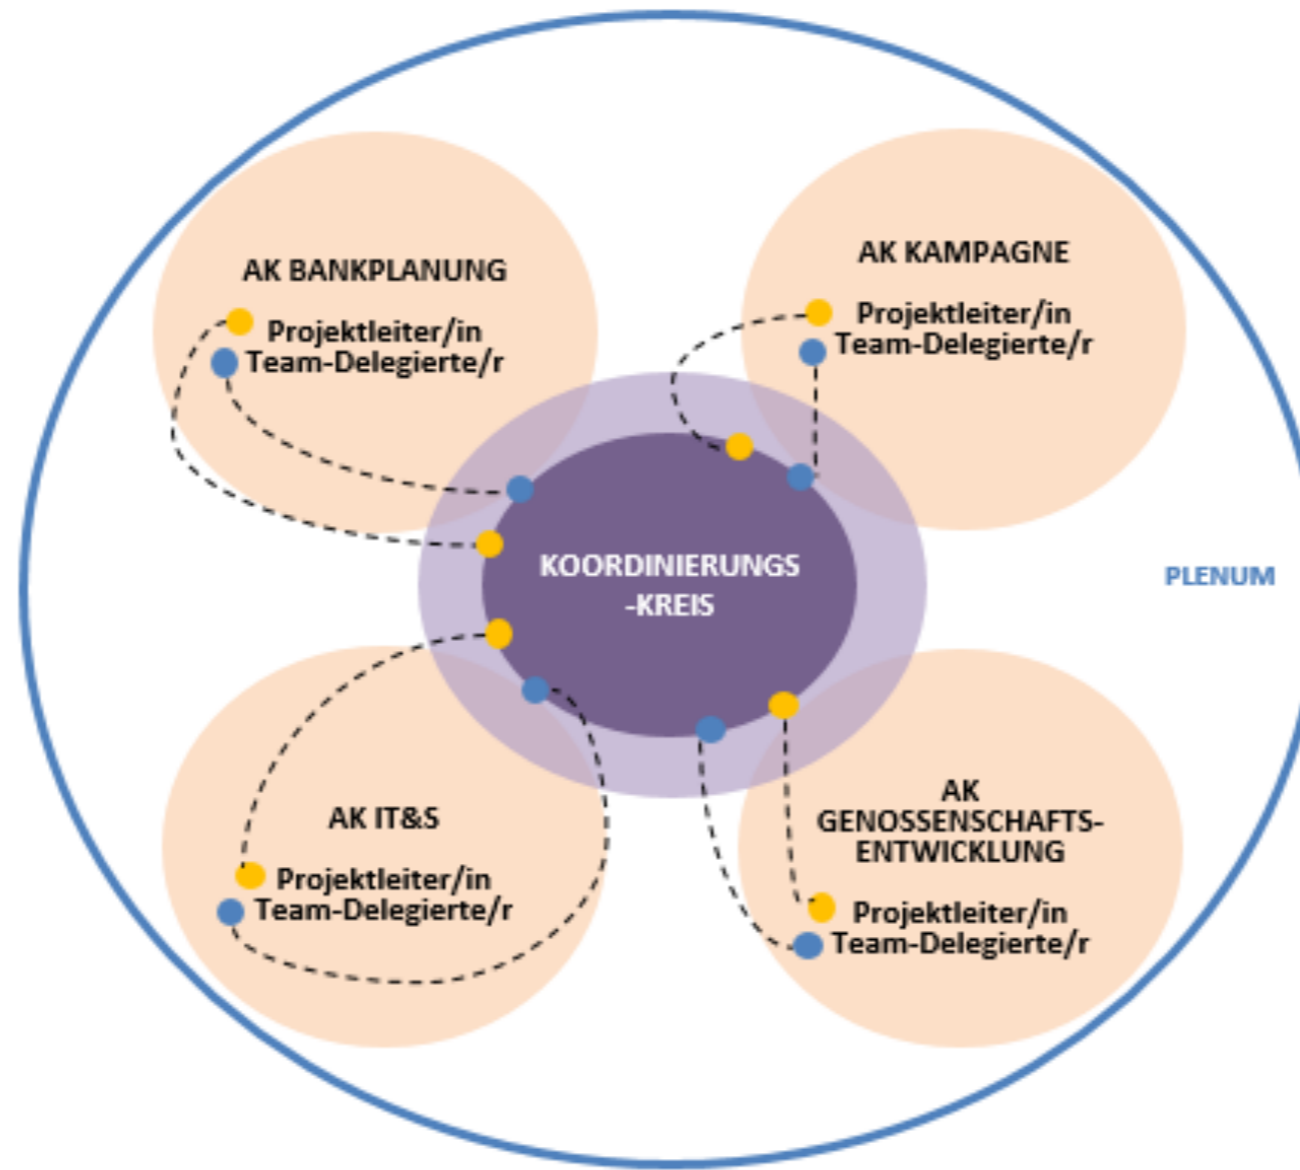 AK BANKPLANUNG
Projektleiter/in
Team-Delegierte/r
AK KAMPAGNE
Projektleiter/in
Team-Delegierte/r
KOORDINIERUNGS
-KREIS
PLENUM
AK IT&S
Projektleiter/in
Team-Delegierte/r
AK
GENOSSENSCHAFTS-
ENTWICKLUNG
Projektleiter/in
Team-Delegierte/r